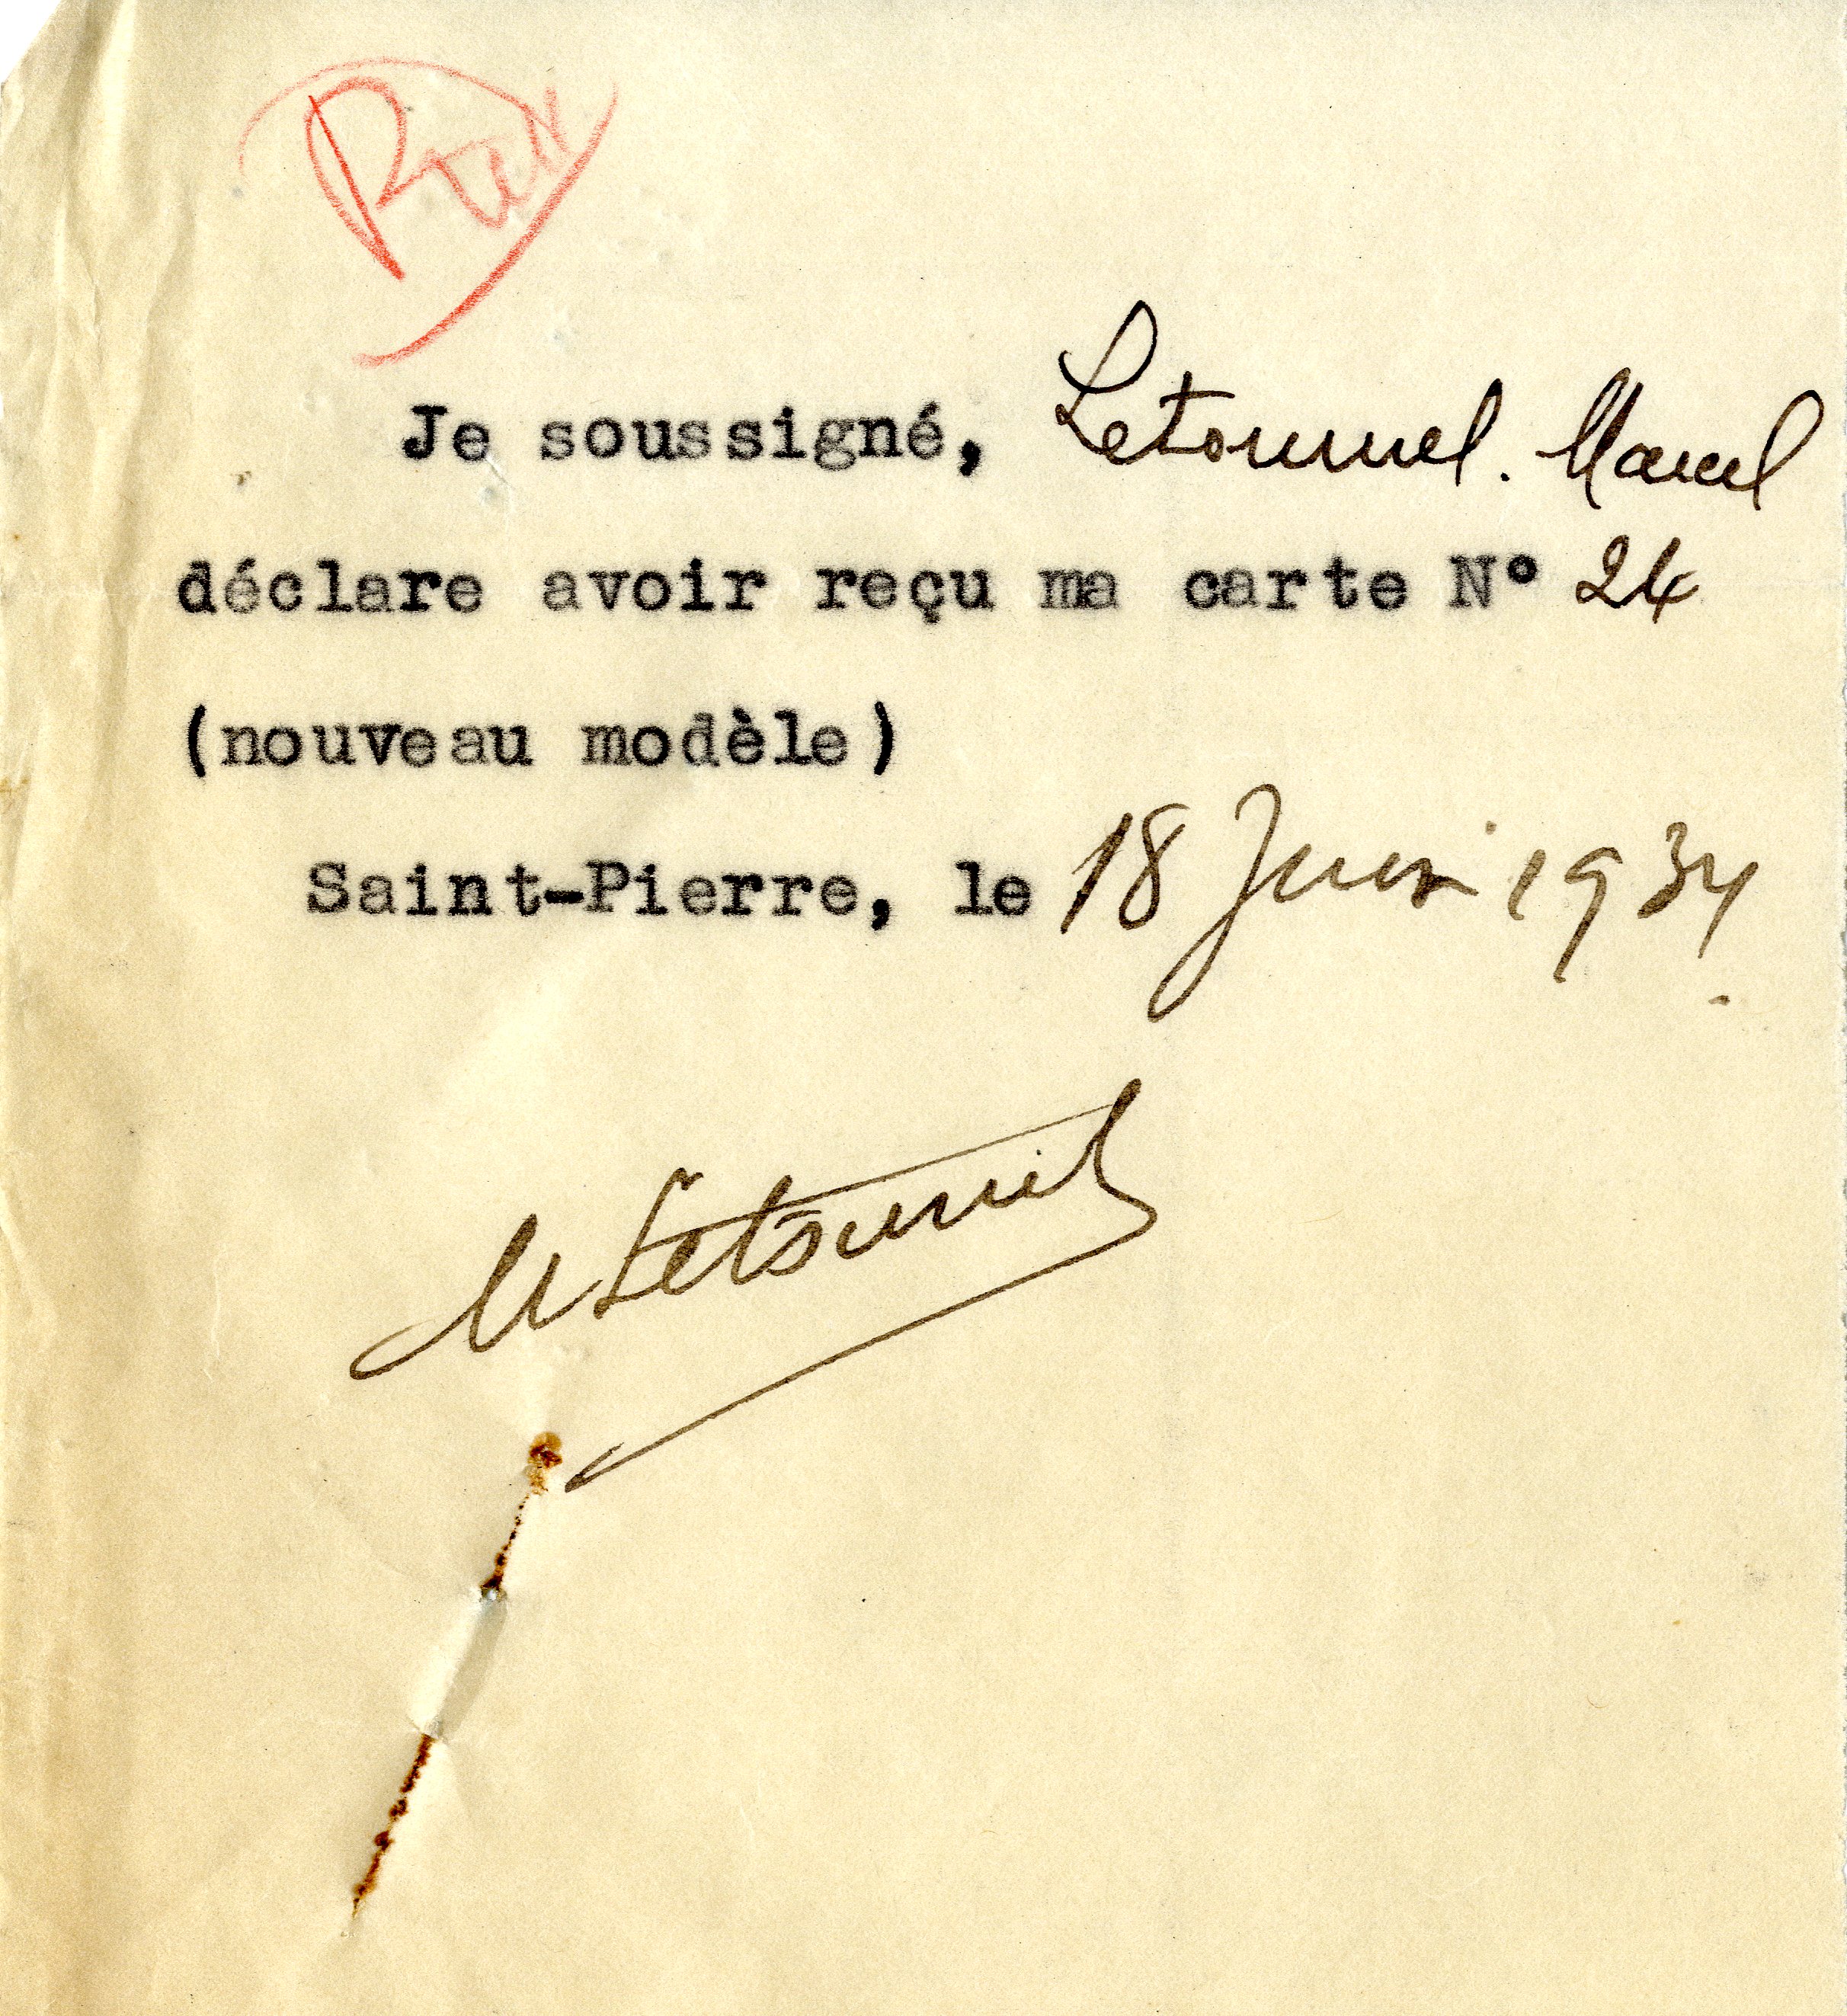 Je soussigné, Letournel. Marcel
déclare avoir reçu ma carte N° 24
(nouveau modèle)
Saint-Pierre, le 18 Juin 1934
M Letournel